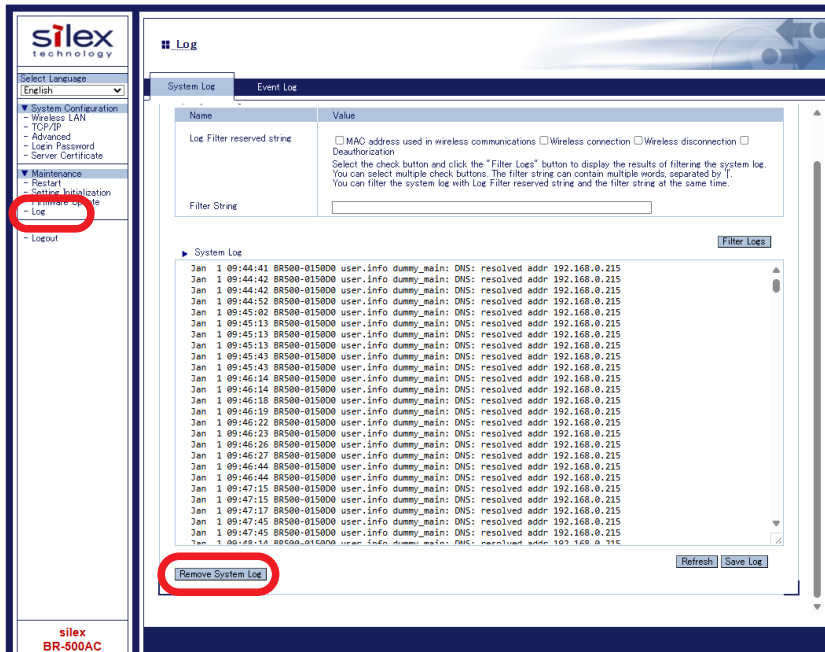 silex
technology
Select Language
English
▼ System Configuration
- Wireless LAN
- TCP/IP
- Advanced
- Login Password
- Server Certificate
▼ Maintenance
- Restart
- Setting Initialization
- Firmware Update
- Log
- Logout
silex
BR-500AC
Log
System Log Event Log
Name Value
Log Filter reserved string
MAC address used in wireless communications Wireless connection Wireless disconnection
Deauthorization
Select the check button and click the "Filter Logs" button to display the results of filtering the system log.
You can select multiple check buttons. The filter string can contain multiple words, separated by '|'.
You can filter the system log with Log Filter reserved string and the filter string at the same time.
Filter String
Filter Logs
▶ System Log
Jan 1 09:44:41 BR500-0150D0 user.info dummy_main: DNS: resolved addr 192.168.0.215
Jan 1 09:44:42 BR500-0150D0 user.info dummy_main: DNS: resolved addr 192.168.0.215
Jan 1 09:44:42 BR500-0150D0 user.info dummy_main: DNS: resolved addr 192.168.0.215
Jan 1 09:44:52 BR500-0150D0 user.info dummy_main: DNS: resolved addr 192.168.0.215
Jan 1 09:45:02 BR500-0150D0 user.info dummy_main: DNS: resolved addr 192.168.0.215
Jan 1 09:45:13 BR500-0150D0 user.info dummy_main: DNS: resolved addr 192.168.0.215
Jan 1 09:45:13 BR500-0150D0 user.info dummy_main: DNS: resolved addr 192.168.0.215
Jan 1 09:45:13 BR500-0150D0 user.info dummy_main: DNS: resolved addr 192.168.0.215
Jan 1 09:45:43 BR500-0150D0 user.info dummy_main: DNS: resolved addr 192.168.0.215
Jan 1 09:45:43 BR500-0150D0 user.info dummy_main: DNS: resolved addr 192.168.0.215
Jan 1 09:46:14 BR500-0150D0 user.info dummy_main: DNS: resolved addr 192.168.0.215
Jan 1 09:46:14 BR500-0150D0 user.info dummy_main: DNS: resolved addr 192.168.0.215
Jan 1 09:46:18 BR500-0150D0 user.info dummy_main: DNS: resolved addr 192.168.0.215
Jan 1 09:46:19 BR500-0150D0 user.info dummy_main: DNS: resolved addr 192.168.0.215
Jan 1 09:46:22 BR500-0150D0 user.info dummy_main: DNS: resolved addr 192.168.0.215
Jan 1 09:46:23 BR500-0150D0 user.info dummy_main: DNS: resolved addr 192.168.0.215
Jan 1 09:46:26 BR500-0150D0 user.info dummy_main: DNS: resolved addr 192.168.0.215
Jan 1 09:46:27 BR500-0150D0 user.info dummy_main: DNS: resolved addr 192.168.0.215
Jan 1 09:46:44 BR500-0150D0 user.info dummy_main: DNS: resolved addr 192.168.0.215
Jan 1 09:46:44 BR500-0150D0 user.info dummy_main: DNS: resolved addr 192.168.0.215
Jan 1 09:47:15 BR500-0150D0 user.info dummy_main: DNS: resolved addr 192.168.0.215
Jan 1 09:47:15 BR500-0150D0 user.info dummy_main: DNS: resolved addr 192.168.0.215
Jan 1 09:47:17 BR500-0150D0 user.info dummy_main: DNS: resolved addr 192.168.0.215
Jan 1 09:47:45 BR500-0150D0 user.info dummy_main: DNS: resolved addr 192.168.0.215
Jan 1 09:47:45 BR500-0150D0 user.info dummy_main: DNS: resolved addr 192.168.0.215
Jan 1 09:48:14 BR500-0150D0 user.info dummy_main: DNS: resolved addr 192.168.0.215
Refresh Save Log
Remove System Log